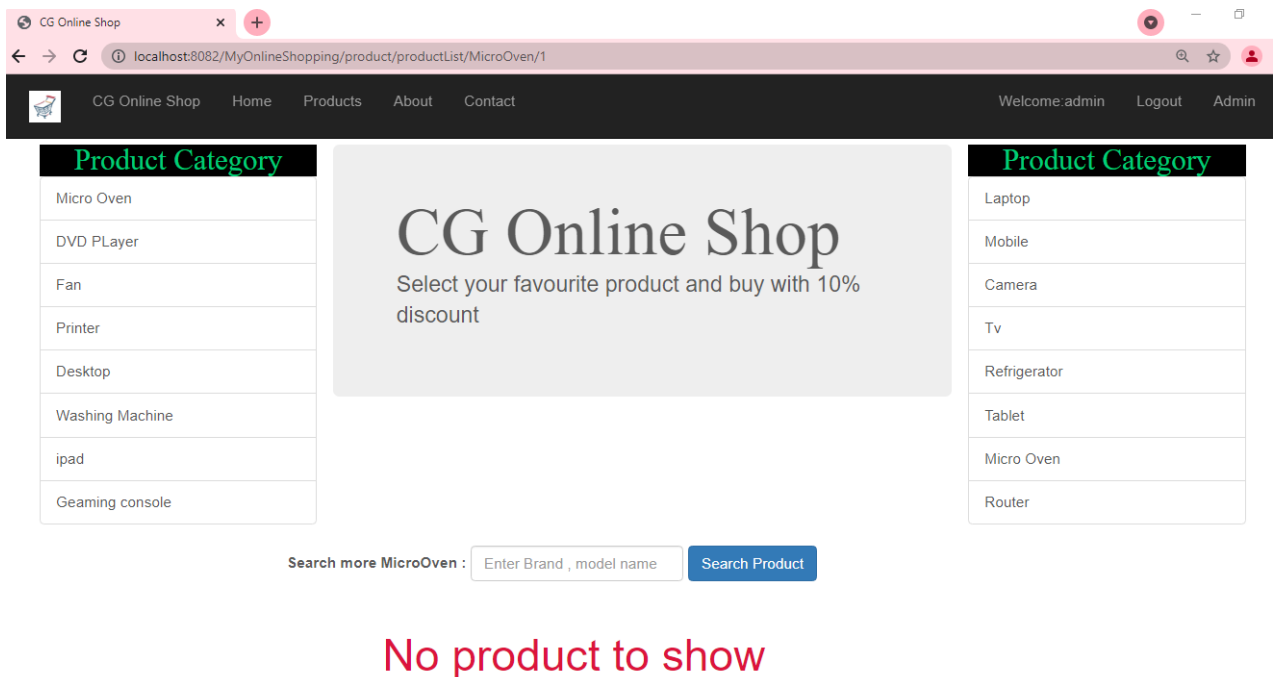 CG Online Shop
localhost:8082/MyOnlineShopping/product/productList/MicroOven/1
CG Online Shop Home Products About Contact Welcome:admin Logout Admin
Product Category
Micro Oven
DVD PLayer
Fan
Printer
Desktop
Washing Machine
ipad
Geaming console
CG Online Shop
Select your favourite product and buy with 10%
discount
Product Category
Laptop
Mobile
Camera
Tv
Refrigerator
Tablet
Micro Oven
Router
Search more MicroOven : Enter Brand , model name Search Product
No product to show